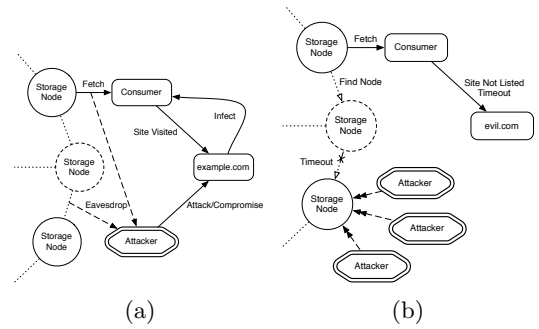 Storage
Node
Fetch
Consumer
Infect
Site Visited
Storage
Node
example.com
Eavesdrop
Attack/Compromise
Storage
Node
Attacker
(a)
Storage
Node
Fetch
Consumer
Find Node
Site Not Listed
Timeout
Storage
Node
evil.com
Timeout
Attacker
Storage
Node
Attacker
Attacker
(b)